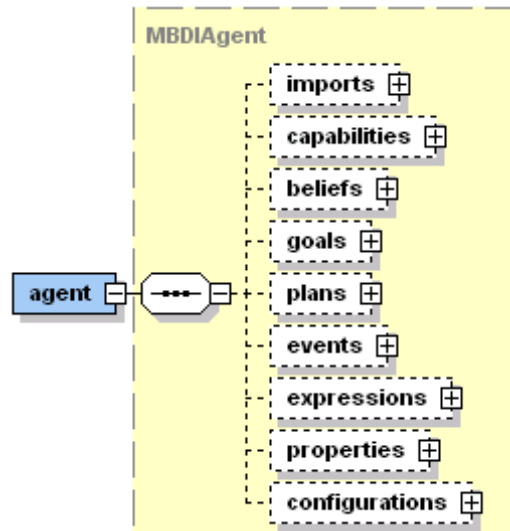 MBDIAgent
imports
capabilities
beliefs
goals
agent
plans
events
expressions
properties
configurations